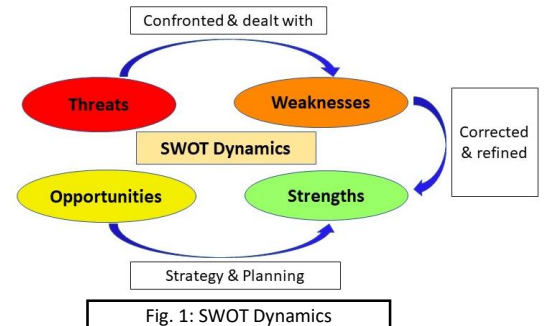 Confronted & dealt with
Threats
Weaknesses
SWOT Dynamics
Corrected
& refined
Opportunities
Strengths
Strategy & Planning
Fig. 1: SWOT Dynamics